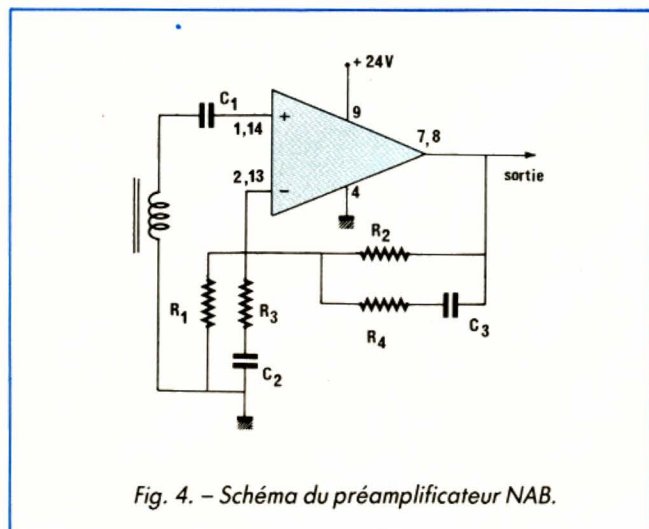 + 24V
C1
9
1,14
+
7,8
sortie
2,13
−
4
R2
R1
R3
R4
C3
C2
Fig. 4. – Schéma du préamplificateur NAB.